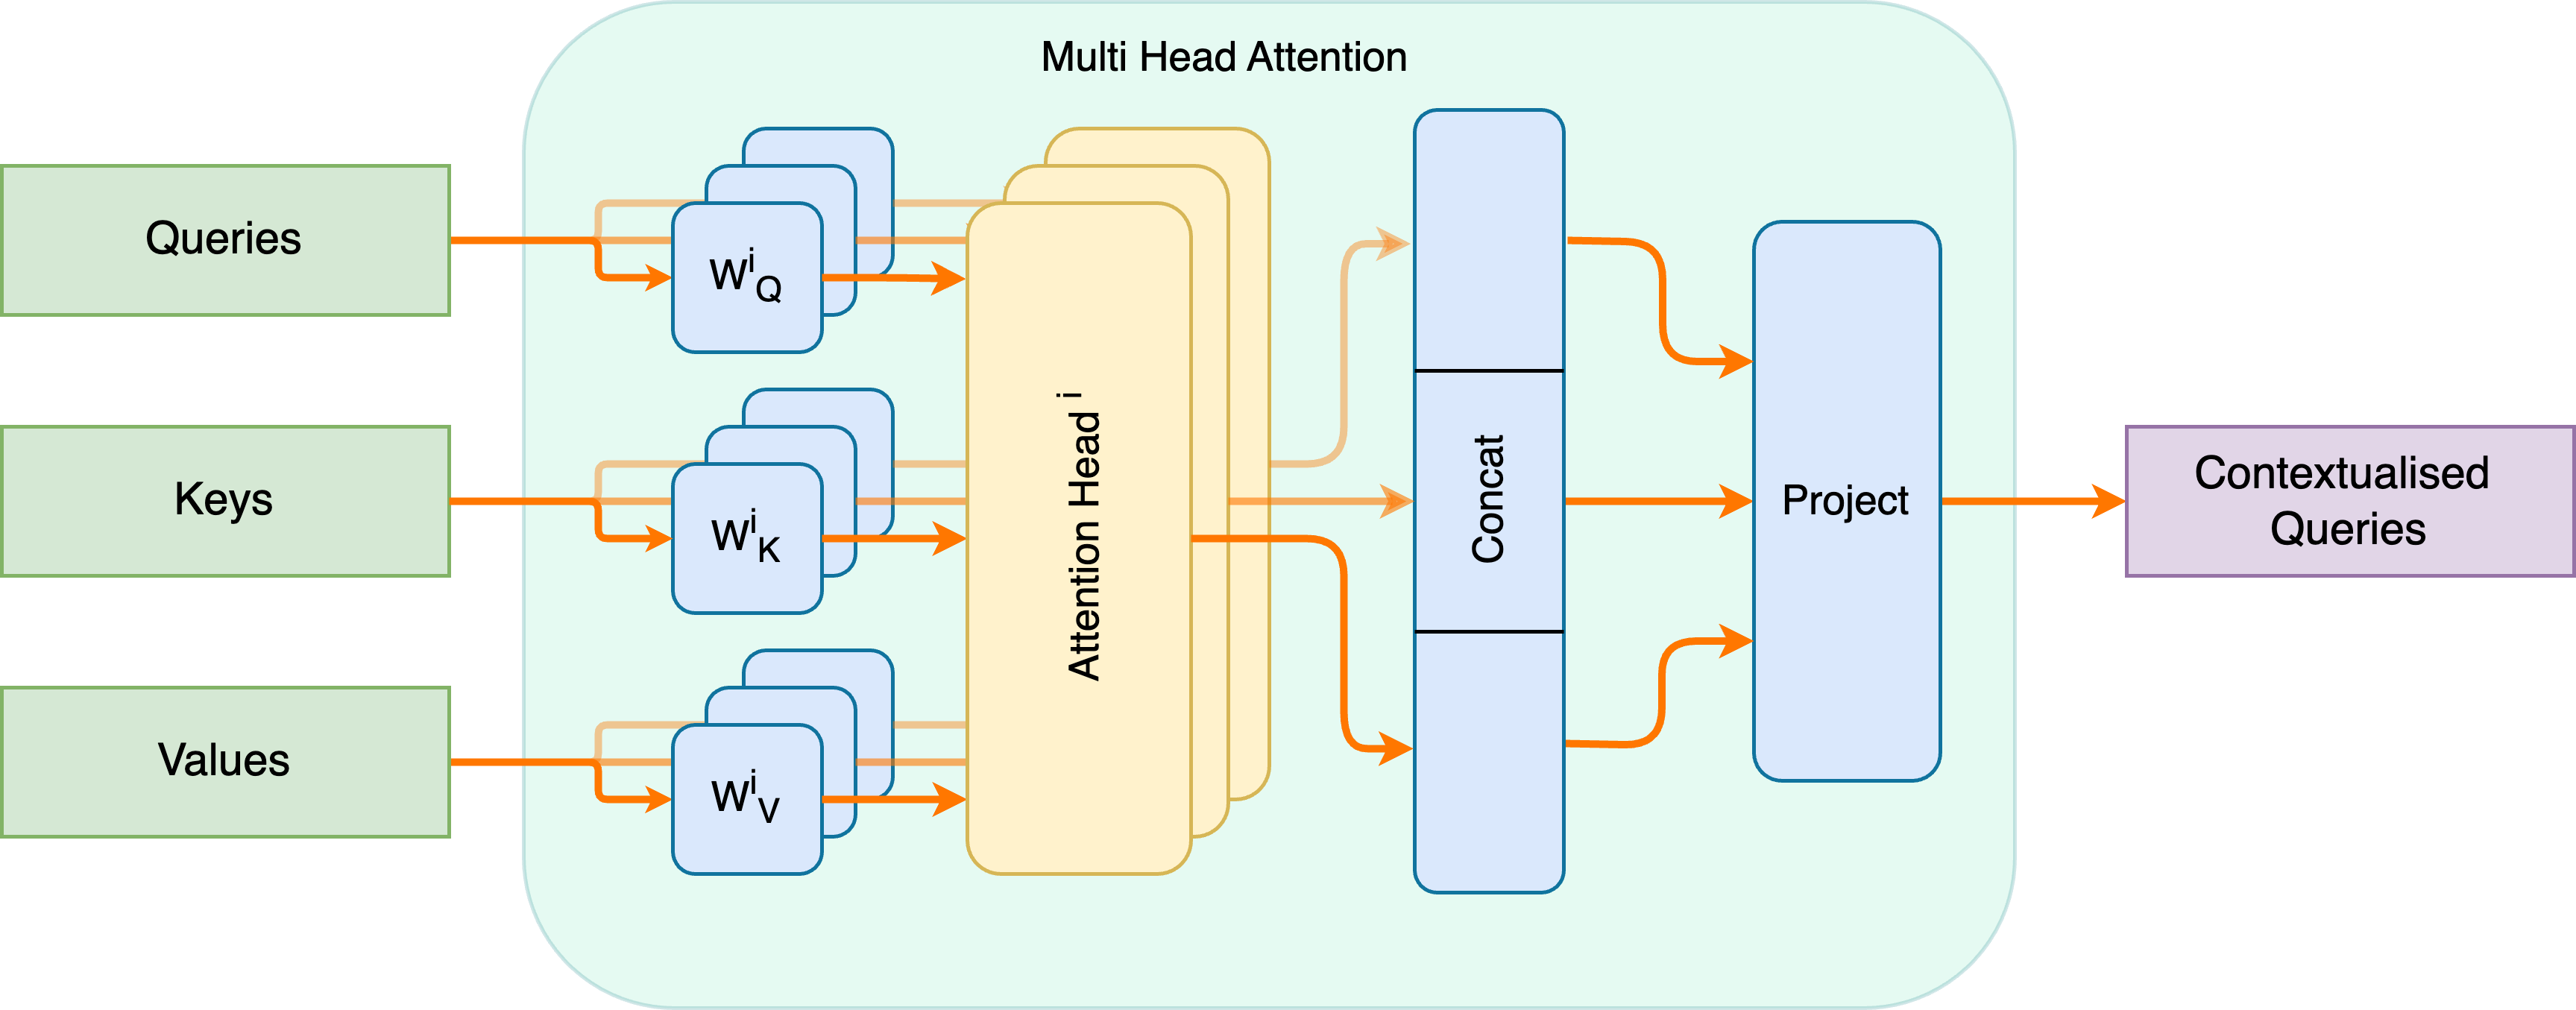 Multi Head Attention
Queries
W^i_Q
Keys
W^i_K
Values
W^i_V
Attention Head^i
Concat
Project
Contextualised
Queries